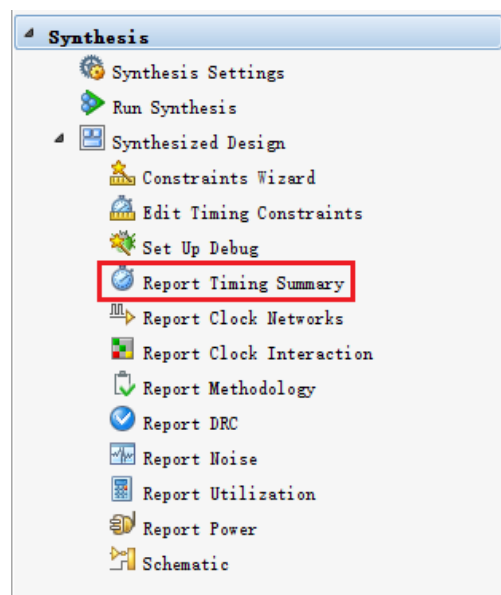 Synthesis
Synthesis Settings
Run Synthesis
Synthesized Design
Constraints Wizard
Edit Timing Constraints
Set Up Debug
Report Timing Summary
Report Clock Networks
Report Clock Interaction
Report Methodology
Report DRC
Report Noise
Report Utilization
Report Power
Schematic